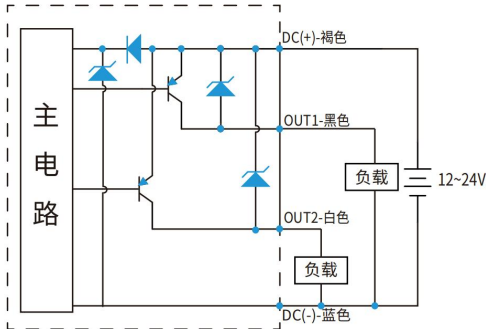 DC(+)-褐色
主电路
OUT1-黑色
负载
12~24V
OUT2-白色
负载
DC(-)-蓝色